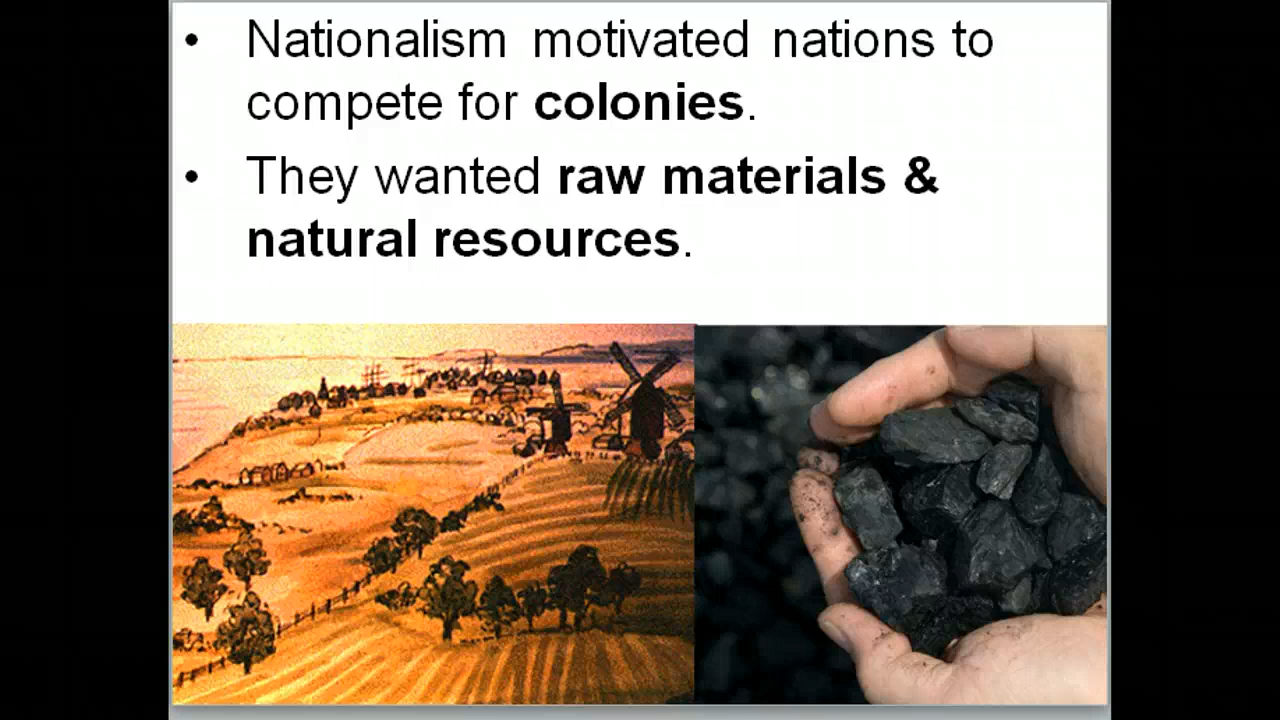 • Nationalism motivated nations to
compete for colonies.
• They wanted raw materials &
natural resources.